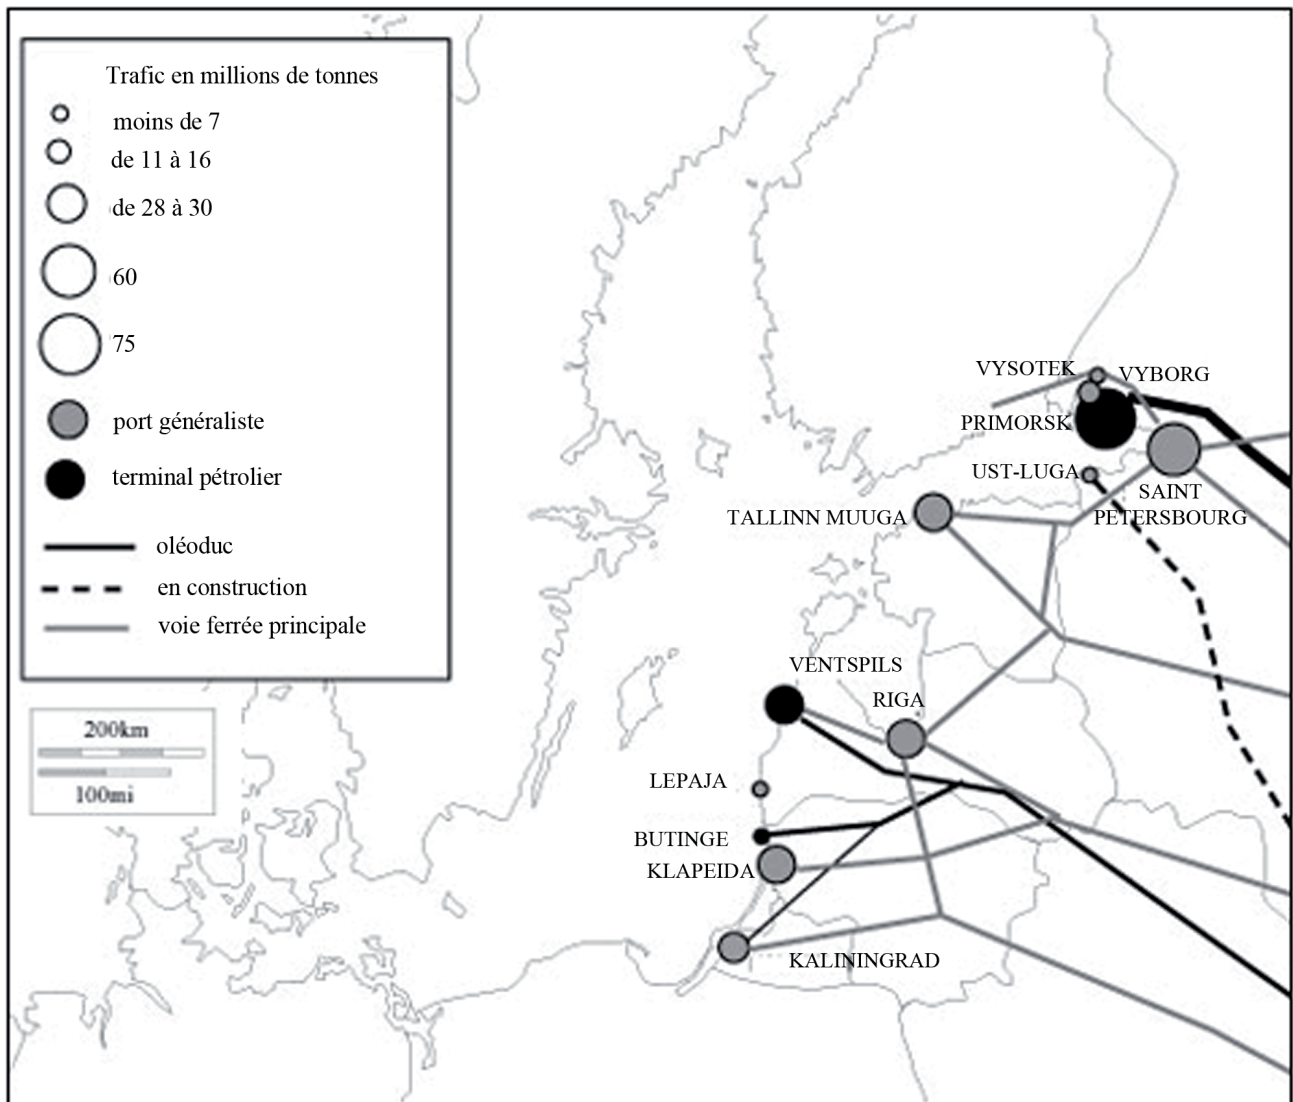 Trafic en millions de tonnes
moins de 7
de 11 à 16
de 28 à 30
60
75
port généraliste
terminal pétrolier
oléoduc
en construction
voie ferrée principale
200km
100mi
VYSOTEK
VYBORG
PRIMORSK
UST-LUGA
SAINT
PETERSBOURG
TALLINN MUUGA
VENTSPILS
RIGA
LEPAJA
BUTINGE
KLAPEIDA
KALININGRAD